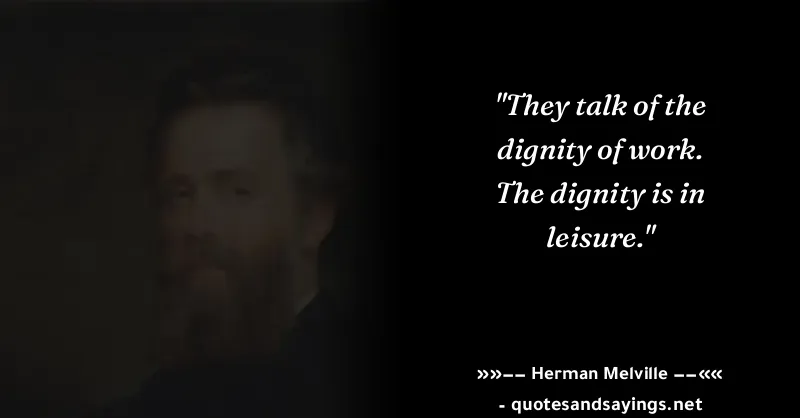 "They talk of the
dignity of work.
The dignity is in
leisure."
»»−− Herman Melville −−««
- quotesandsayings.net